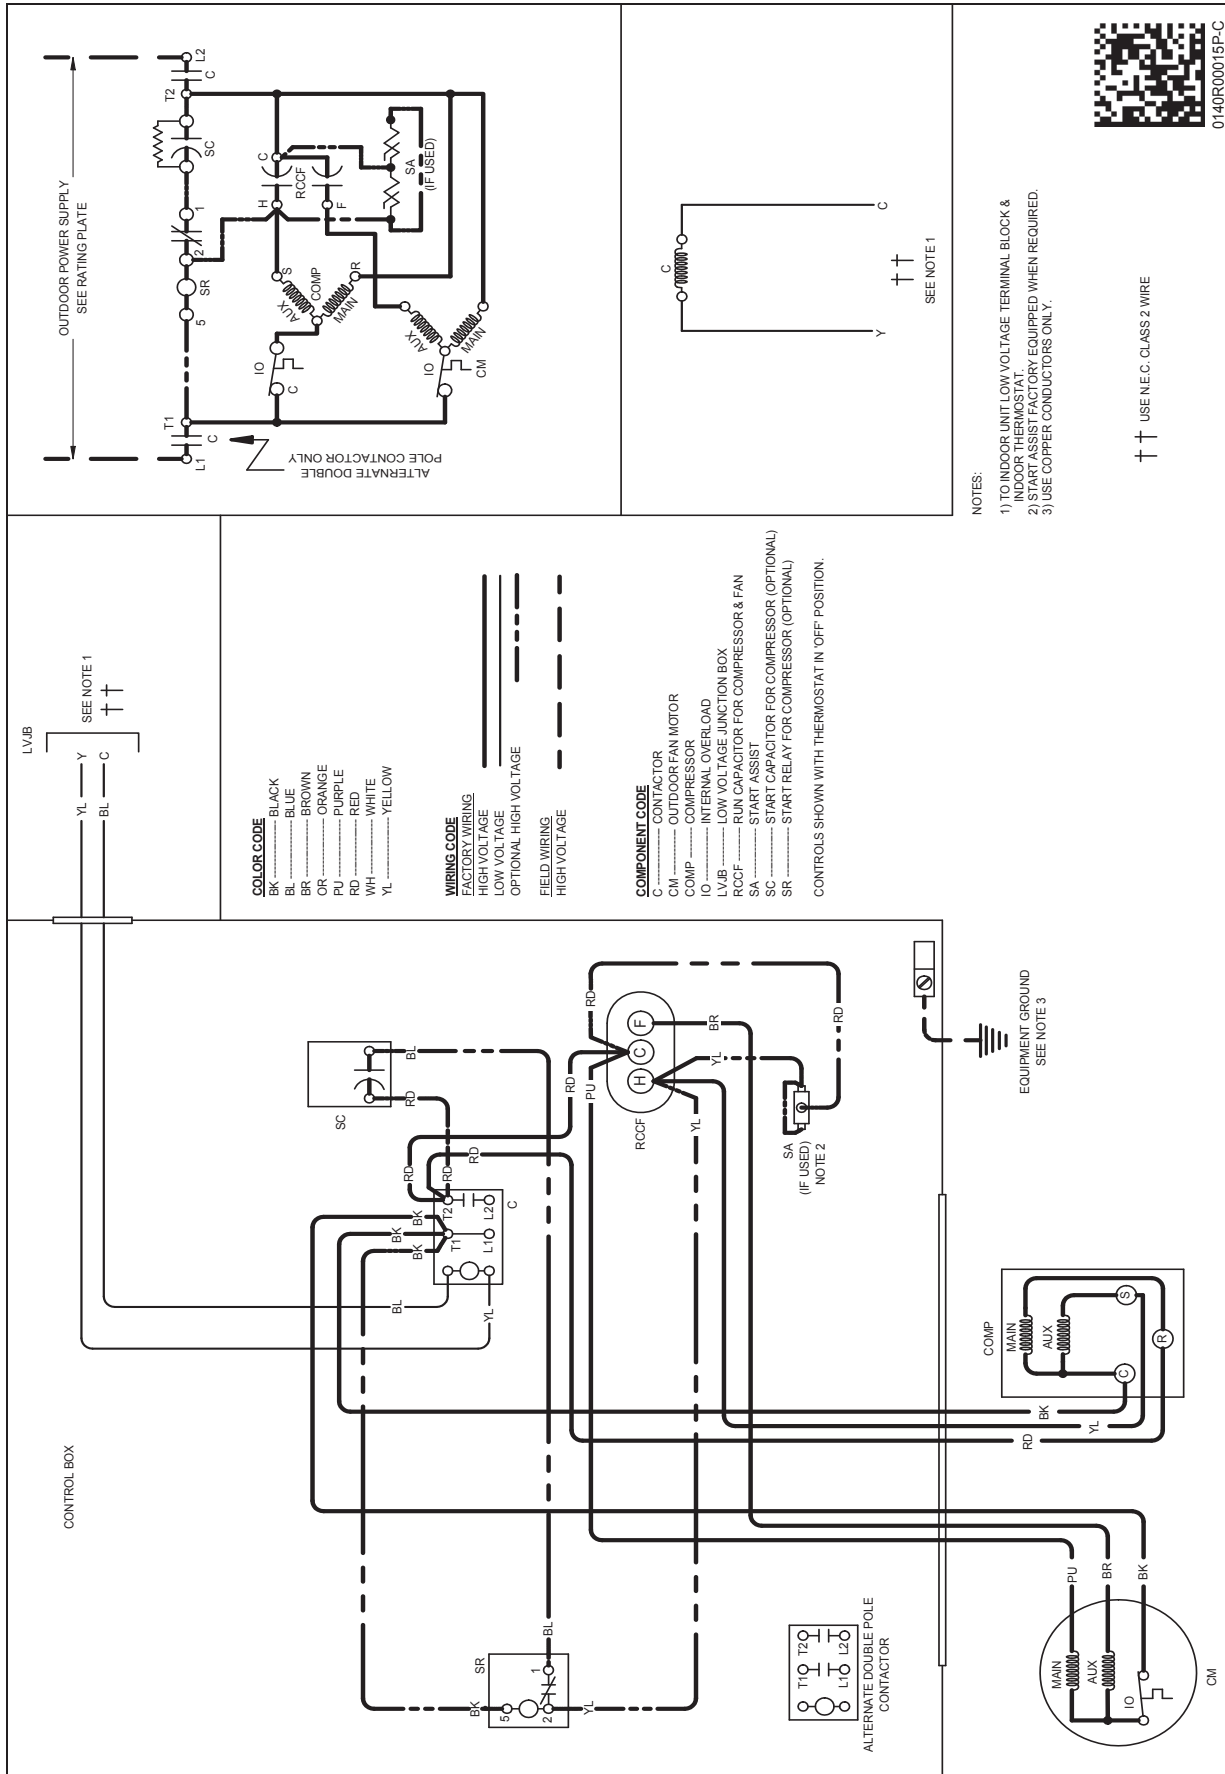 CONTROL BOX
SR
BK
5
2
1
BL
YL
ALTERNATE DOUBLE POLE
CONTACTOR
T1
T2
L1
L2
CM
MAIN
AUX
IO
PU
BR
BK
COMP
MAIN
AUX
C
S
R
BK
YL
RD
SC
RD
BL
BK
BK
BK
T2
T1
L1
L2
C
RD
RD
RD
BL
YL
RD
PU
RD
RCCF
H
C
F
BR
YL
YL
SA
(IF USED)
NOTE 2
RD
EQUIPMENT GROUND
SEE NOTE 3
LVJB
YL
Y
BL
C
SEE NOTE 1
COLOR CODE
BK ---------- BLACK
BL ---------- BLUE
BR ---------- BROWN
OR ---------- ORANGE
PU ---------- PURPLE
RD ---------- RED
WH ---------- WHITE
YL ---------- YELLOW
WIRING CODE
FACTORY WIRING
HIGH VOLTAGE
LOW VOLTAGE
OPTIONAL HIGH VOLTAGE
FIELD WIRING
HIGH VOLTAGE
COMPONENT CODE
C ---------- CONTACTOR
CM ---------- OUTDOOR FAN MOTOR
COMP ---------- COMPRESSOR
IO ---------- INTERNAL OVERLOAD
LVJB ---------- LOW VOLTAGE JUNCTION BOX
RCCF ---------- RUN CAPACITOR FOR COMPRESSOR & FAN
SA ---------- START ASSIST
SC ---------- START CAPACITOR FOR COMPRESSOR (OPTIONAL)
SR ---------- START RELAY FOR COMPRESSOR (OPTIONAL)
CONTROLS SHOWN WITH THERMOSTAT IN "OFF" POSITION.
OUTDOOR POWER SUPPLY
SEE RATING PLATE
L1
C
T1
5
SR
2
1
SC
T2
C
L2
ALTERNATE DOUBLE
POLE CONTACTOR ONLY
IO
C
S
AUX
COMP
MAIN
R
H
C
RCCF
F
SA
(IF USED)
IO
CM
AUX
MAIN
C
Y
C
SEE NOTE 1
NOTES:
1) TO INDOOR UNIT LOW VOLTAGE TERMINAL BLOCK &
INDOOR THERMOSTAT.
2) START ASSIST FACTORY EQUIPPED WHEN REQUIRED.
3) USE COPPER CONDUCTORS ONLY.
†† USE N.E.C. CLASS 2 WIRE
0140R00015P-C